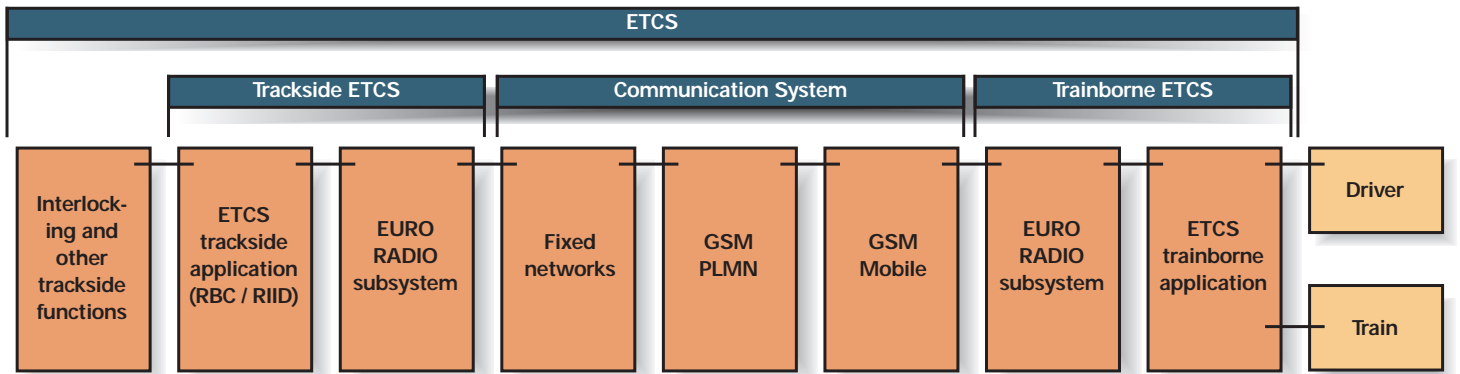 ETCS
Trackside ETCS
Communication System
Trainborne ETCS
Interlock-
ing and
other
trackside
functions
ETCS
trackside
application
(RBC / RIID)
EURO
RADIO
subsystem
Fixed
networks
GSM
PLMN
GSM
Mobile
EURO
RADIO
subsystem
ETCS
trainborne
application
Driver
Train